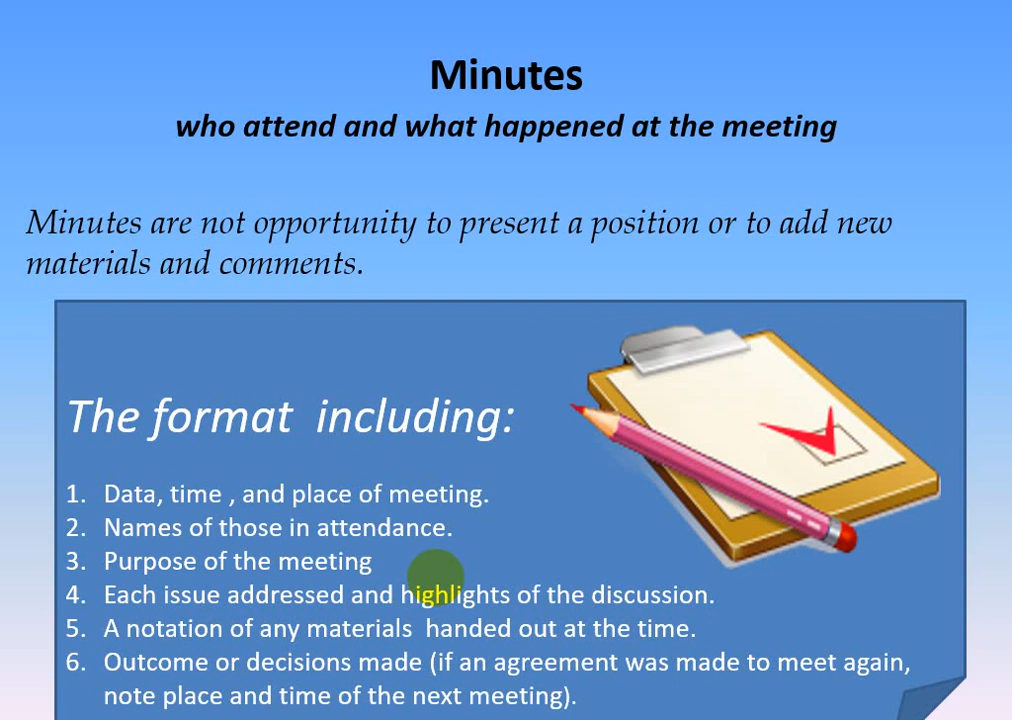 Minutes
who attend and what happened at the meeting
Minutes are not opportunity to present a position or to add new
materials and comments.
The format  including:
1. Data, time , and place of meeting.
2. Names of those in attendance.
3. Purpose of the meeting
4. Each issue addressed and highlights of the discussion.
5. A notation of any materials  handed out at the time.
6. Outcome or decisions made (if an agreement was made to meet again,
note place and time of the next meeting).